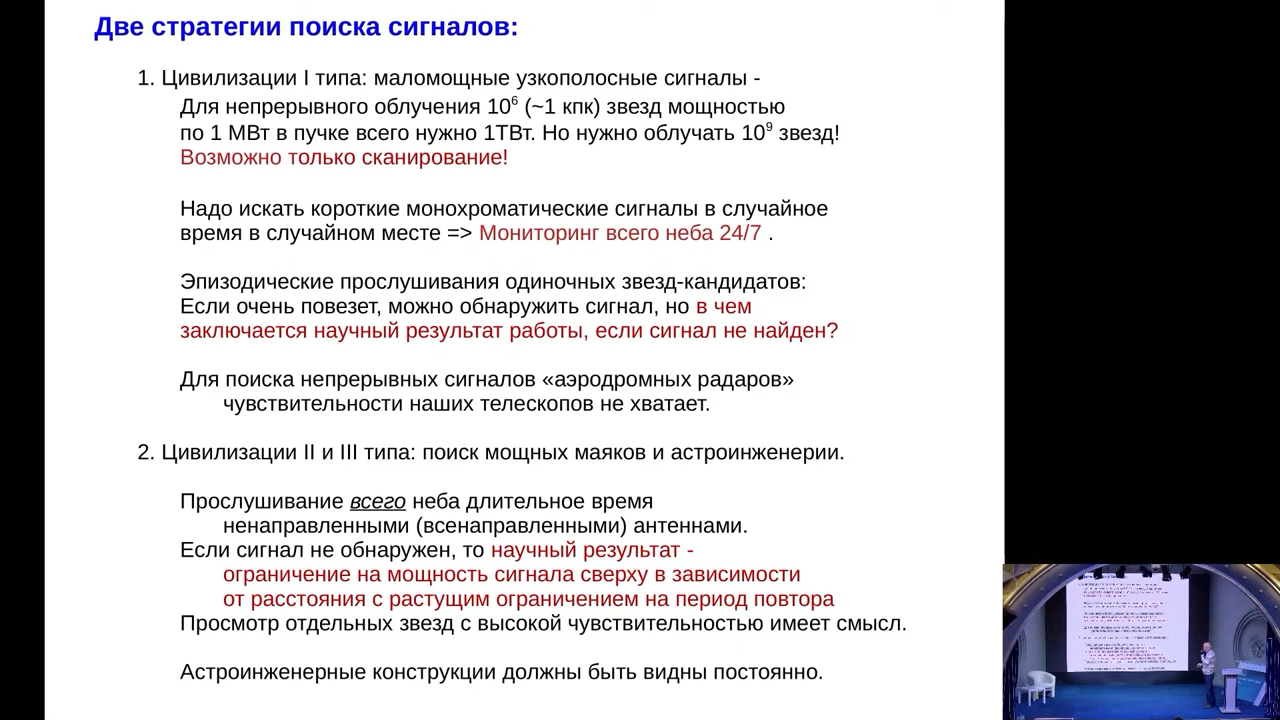 Две стратегии поиска сигналов:
1. Цивилизации I типа: маломощные узкополосные сигналы -
Для непрерывного облучения 10⁶ (~1 кпк) звезд мощностью
по 1 МВт в пучке всего нужно 1ТВт. Но нужно облучать 10⁹ звезд!
Возможно только сканирование!
Надо искать короткие монохроматические сигналы в случайное
время в случайном месте => Мониторинг всего неба 24/7 .
Эпизодические прослушивания одиночных звезд-кандидатов:
Если очень повезет, можно обнаружить сигнал, но в чем
заключается научный результат работы, если сигнал не найден?
Для поиска непрерывных сигналов «аэродромных радаров»
чувствительности наших телескопов не хватает.
2. Цивилизации II и III типа: поиск мощных маяков и астроинженерии.
Прослушивание всего неба длительное время
ненаправленными (всенаправленными) антеннами.
Если сигнал не обнаружен, то научный результат -
ограничение на мощность сигнала сверху в зависимости
от расстояния с растущим ограничением на период повтора
Просмотр отдельных звезд с высокой чувствительностью имеет смысл.
Астроинженерные конструкции должны быть видны постоянно.